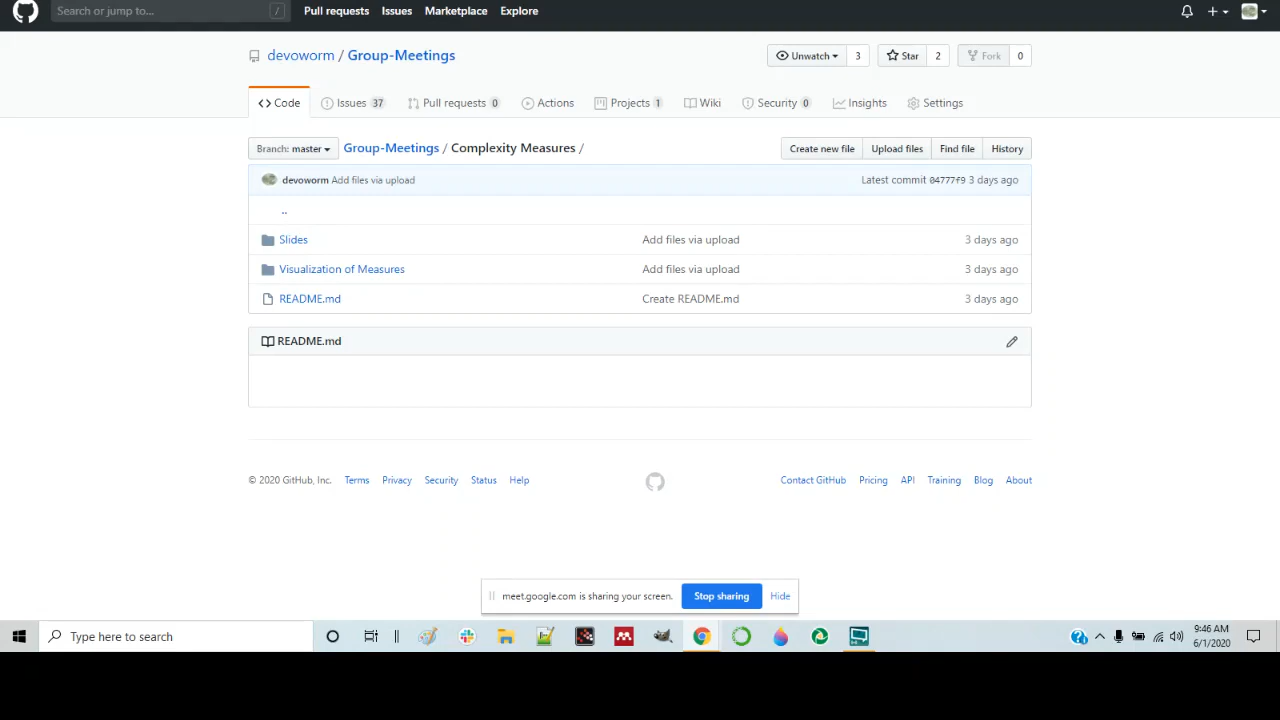 Search or jump to... / Pull requests Issues Marketplace Explore
devoworm / Group-Meetings Unwatch 3 Star 2 Fork 0
Code Issues 37 Pull requests 0 Actions Projects 1 Wiki Security 0 Insights Settings
Branch: master Group-Meetings / Complexity Measures / Create new file Upload files Find file History
devoworm Add files via upload Latest commit 04777f9 3 days ago
..
Slides Add files via upload 3 days ago
Visualization of Measures Add files via upload 3 days ago
README.md Create README.md 3 days ago
README.md
© 2020 GitHub, Inc. Terms Privacy Security Status Help Contact GitHub Pricing API Training Blog About
meet.google.com is sharing your screen. Stop sharing Hide
Type here to search 9:46 AM
6/1/2020